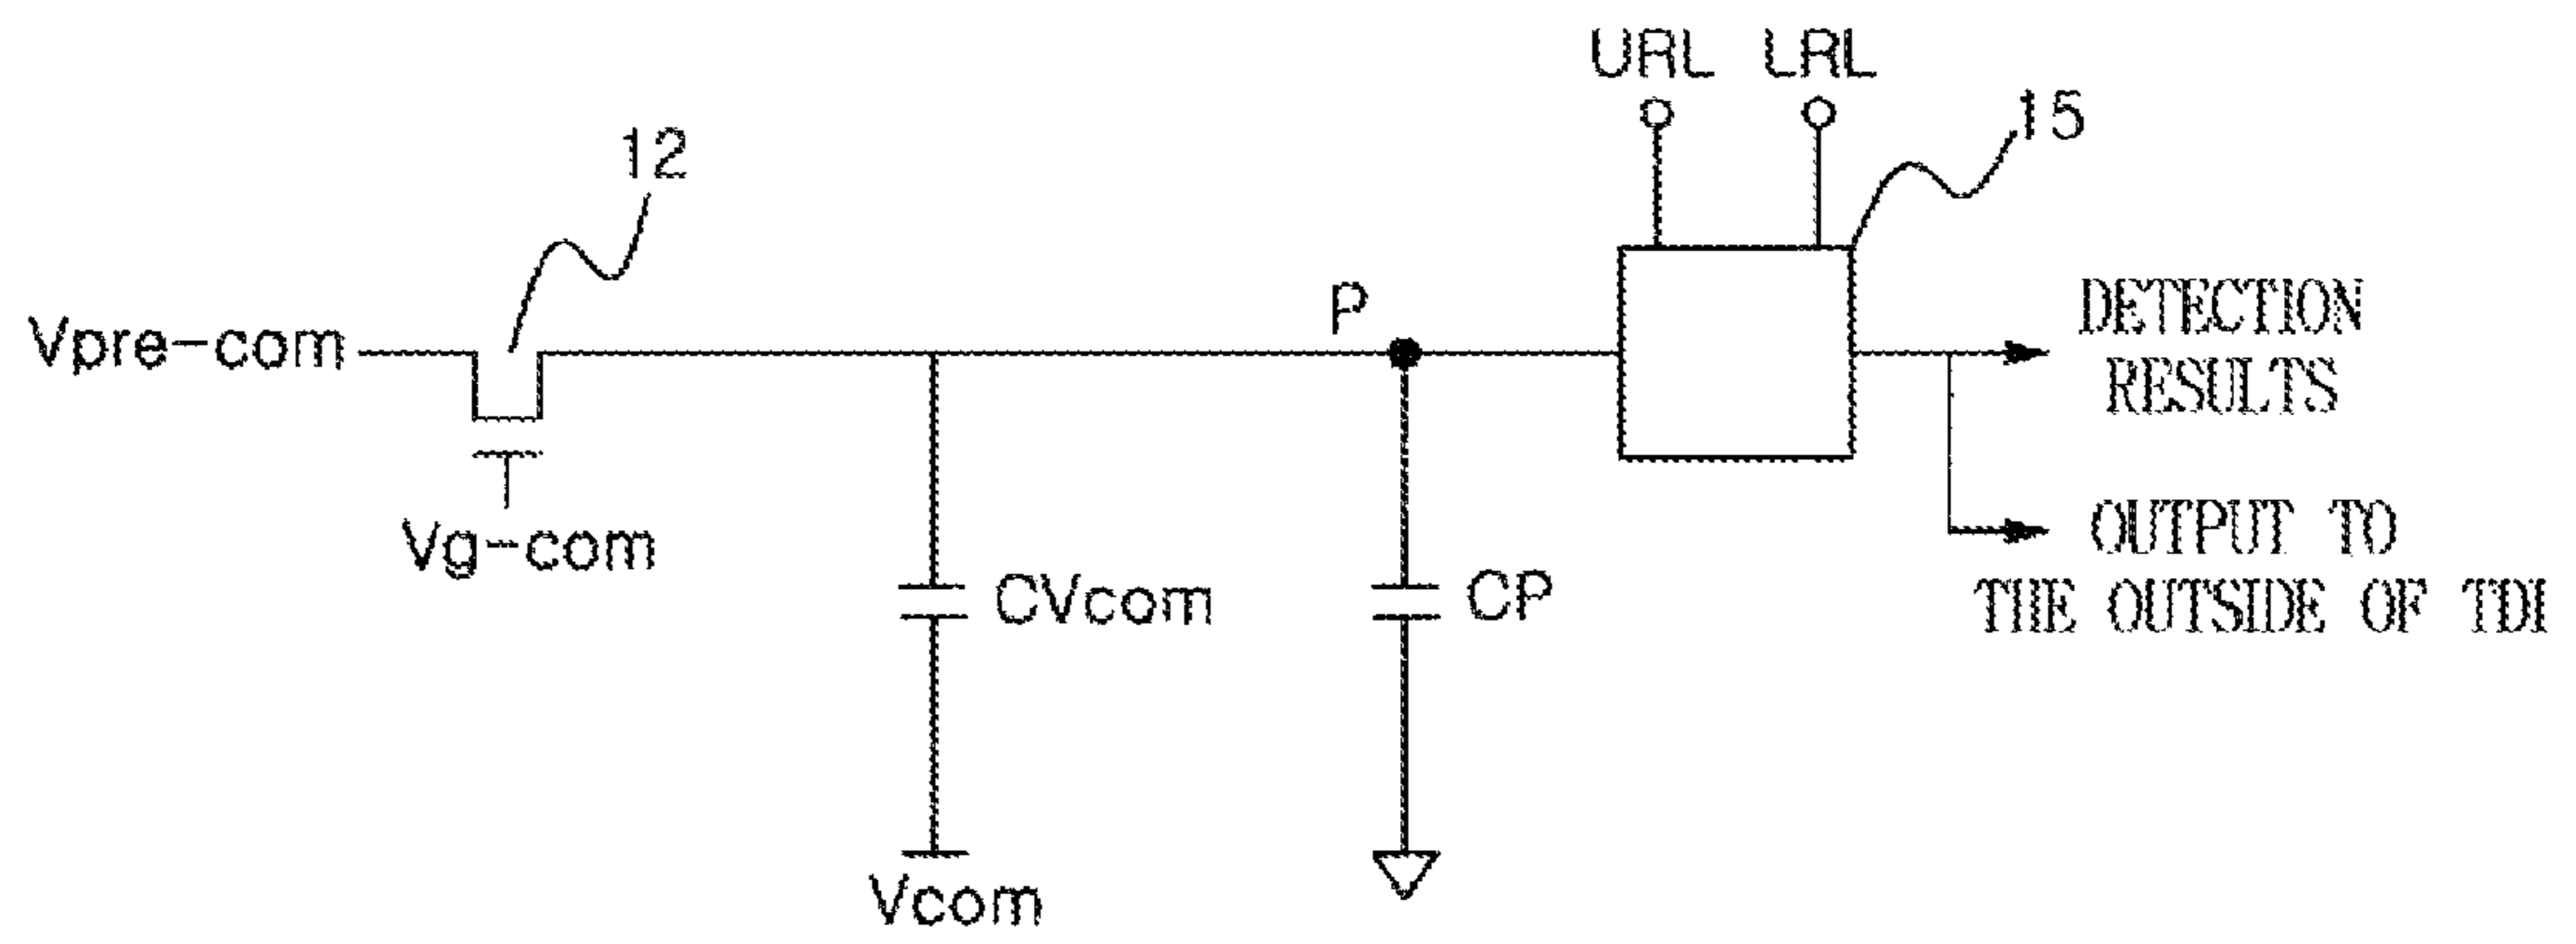 URL LRL
12
15
P
Vpre-com
DETECTION
RESULTS
Vg-com
OUTPUT TO
THE OUTSIDE OF TDI
CVcom
CP
Vcom